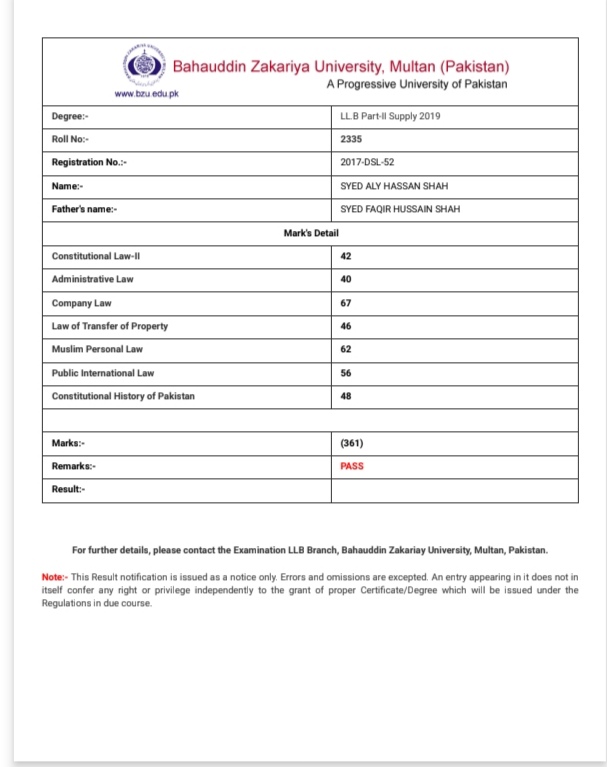 Bahauddin Zakariya University, Multan (Pakistan)
A Progressive University of Pakistan
www.bzu.edu.pk
Degree:- LL.B Part-II Supply 2019
Roll No:- 2335
Registration No.:- 2017-DSL-52
Name:- SYED ALY HASSAN SHAH
Father's name:- SYED FAQIR HUSSAIN SHAH
Mark's Detail
Constitutional Law-II 42
Administrative Law 40
Company Law 67
Law of Transfer of Property 46
Muslim Personal Law 62
Public International Law 56
Constitutional History of Pakistan 48
Marks:- (361)
Remarks:- PASS
Result:-
For further details, please contact the Examination LLB Branch, Bahauddin Zakariay University, Multan, Pakistan.
Note:- This Result notification is issued as a notice only. Errors and omissions are excepted. An entry appearing in it does not in
itself confer any right or privilege independently to the grant of proper Certificate/Degree which will be issued under the
Regulations in due course.